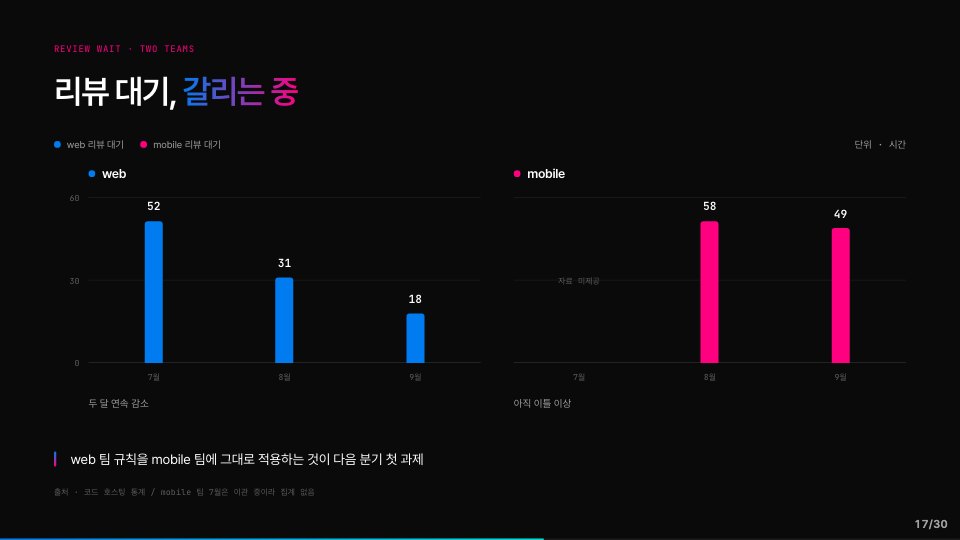 REVIEW WAIT · TWO TEAMS
리뷰 대기, 갈리는 중
web 리뷰 대기 mobile 리뷰 대기 단위 · 시간
web
60
52
31
18
30
0
7월 8월 9월
두 달 연속 감소
mobile
58
49
자료 미제공
7월 8월 9월
아직 이틀 이상
web 팀 규칙을 mobile 팀에 그대로 적용하는 것이 다음 분기 첫 과제
출처 · 코드 호스팅 통계 / mobile 팀 7월은 이관 중이라 집계 없음
17/30